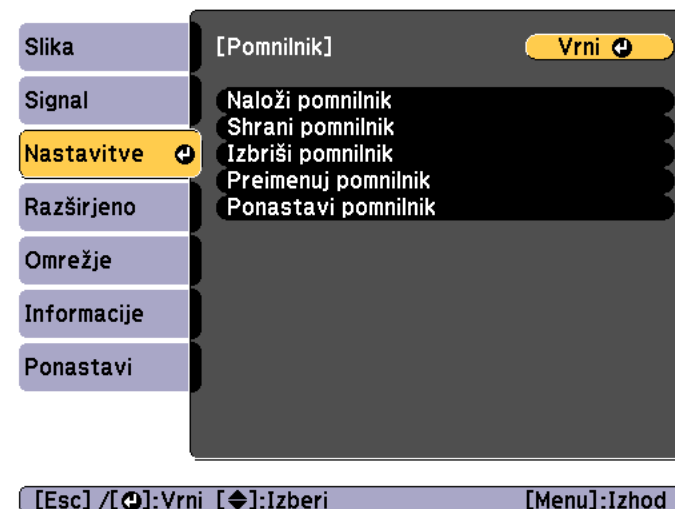 Slika
Signal
Nastavitve
Razširjeno
Omrežje
Informacije
Ponastavi
[Pomnilnik]
Vrni
Naloži pomnilnik
Shrani pomnilnik
Izbriši pomnilnik
Preimenuj pomnilnik
Ponastavi pomnilnik
[Esc] /[⏎]:Vrni [◆]:Izberi [Menu]:Izhod